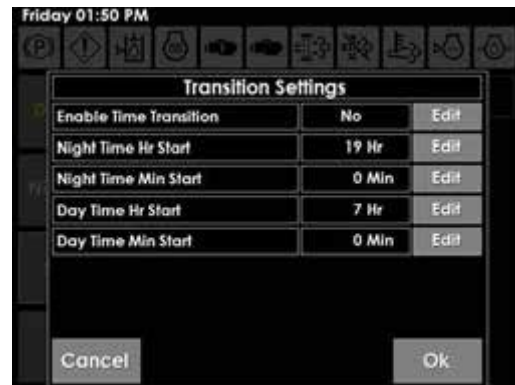 Friday 01:50 PM
Transition Settings
Enable Time Transition No Edit
Night Time Hr Start 19 Hr Edit
Night Time Min Start 0 Min Edit
Day Time Hr Start 7 Hr Edit
Day Time Min Start 0 Min Edit
Cancel Ok